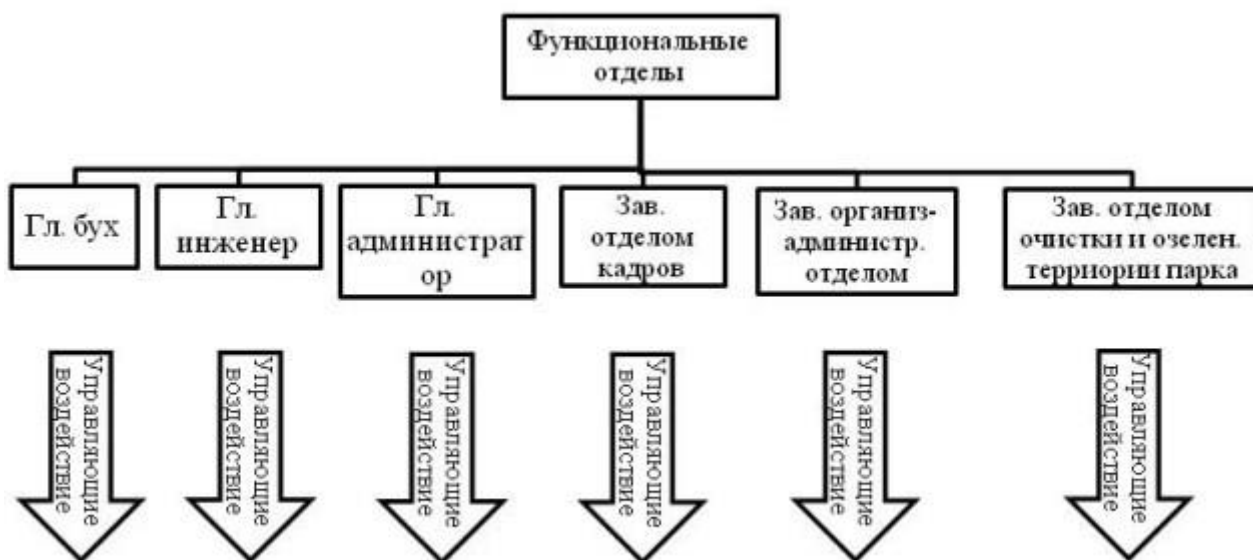 Функциональные
отделы
Гл. бух
Гл.
инженер
Гл.
администрат
ор
Зав.
отделом
кадров
Зав. организ-
администр.
отделом
Зав. отделом
очистки и озелен.
терриории парка
Управляющие
воздействие
Управляющие
воздействие
Управляющие
воздействие
Управляющие
воздействие
Управляющие
воздействие
Управляющие
воздействие